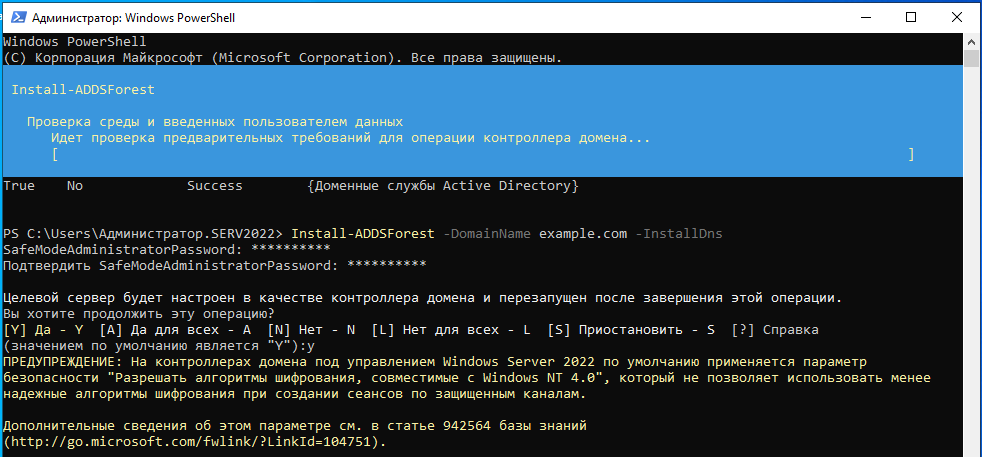 Администратор: Windows PowerShell
Windows PowerShell
(C) Корпорация Майкрософт (Microsoft Corporation). Все права защищены.
Install-ADDSForest
Проверка среды и введенных пользователем данных
Идет проверка предварительных требований для операции контроллера домена...
[ ]
True No Success {Доменные службы Active Directory}
PS C:\Users\Администратор.SERV2022> Install-ADDSForest -DomainName example.com -InstallDns
SafeModeAdministratorPassword: **********
Подтвердить SafeModeAdministratorPassword: **********
Целевой сервер будет настроен в качестве контроллера домена и перезапущен после завершения этой операции.
Вы хотите продолжить эту операцию?
[Y] Да - Y [A] Да для всех - A [N] Нет - N [L] Нет для всех - L [S] Приостановить - S [?] Справка
(значением по умолчанию является "Y"):y
ПРЕДУПРЕЖДЕНИЕ: На контроллерах домена под управлением Windows Server 2022 по умолчанию применяется параметр
безопасности "Разрешать алгоритмы шифрования, совместимые с Windows NT 4.0", который не позволяет использовать менее
надежные алгоритмы шифрования при создании сеансов по защищенным каналам.
Дополнительные сведения об этом параметре см. в статье 942564 базы знаний
(http://go.microsoft.com/fwlink/?LinkId=104751).